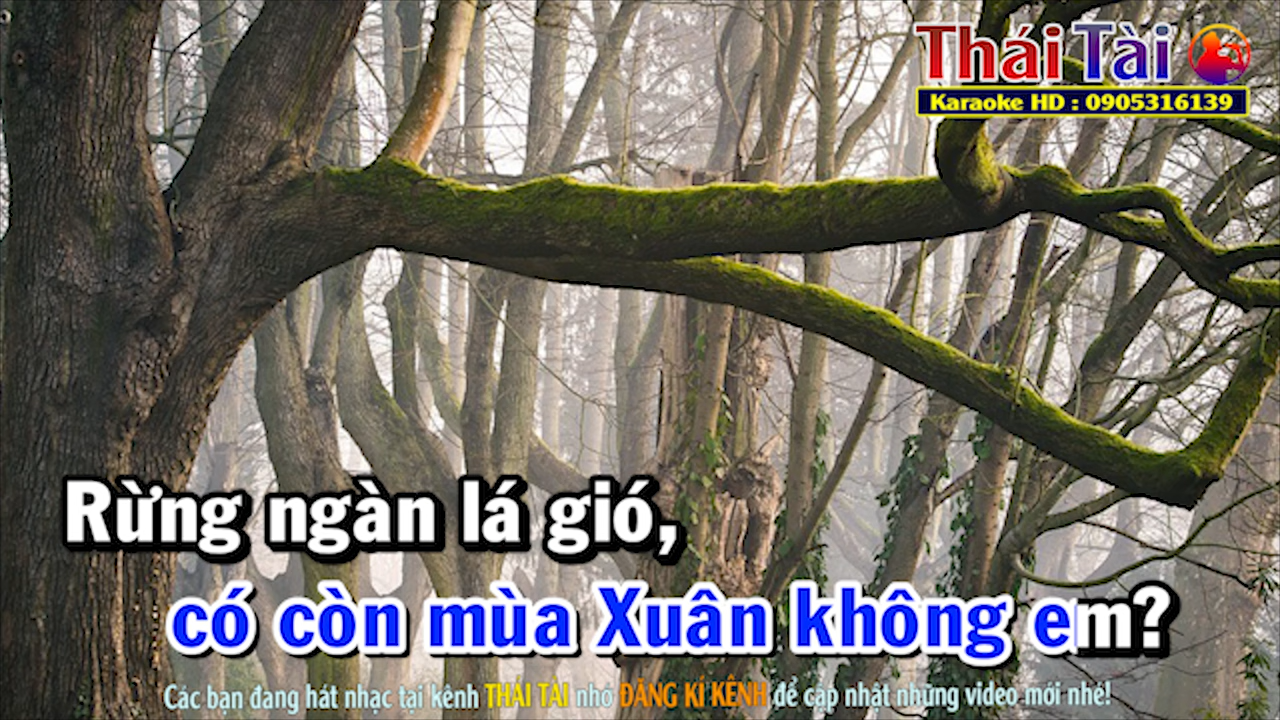 Thái Tài
Karaoke HD : 0905316139
Rừng ngàn lá gió,
có còn mùa Xuân không em?
Các bạn đang hát nhạc tại kênh THÁI TÀI nhớ ĐĂNG KÍ KÊNH để cập nhật những video mới nhé!